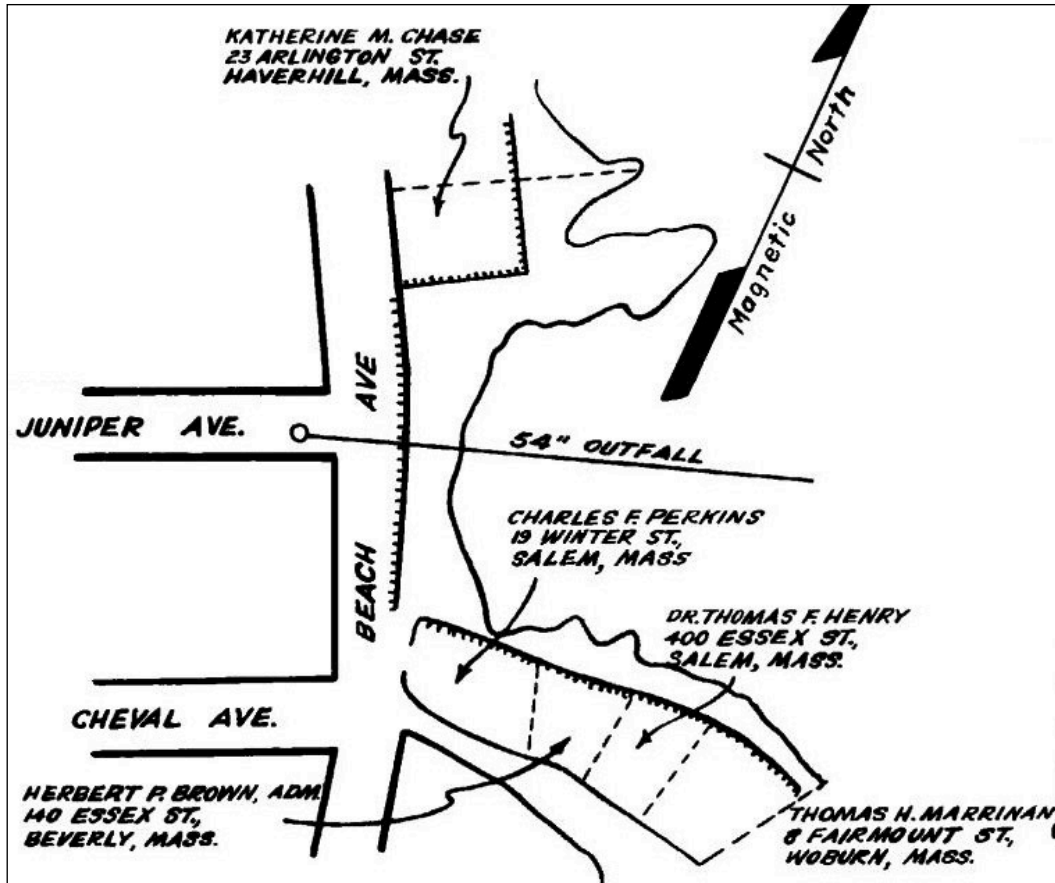 KATHERINE M. CHASE
23 ARLINGTON ST.
HAVERHILL, MASS.
Magnetic North
JUNIPER AVE.
BEACH AVE
54" OUTFALL
CHARLES F. PERKINS
19 WINTER ST.,
SALEM, MASS
DR. THOMAS F. HENRY
400 ESSEX ST.,
SALEM, MASS.
CHEVAL AVE.
HERBERT P. BROWN, ADM.
140 ESSEX ST.,
BEVERLY, MASS.
THOMAS H. MARRINAN
8 FAIRMOUNT ST.,
WOBURN, MASS.